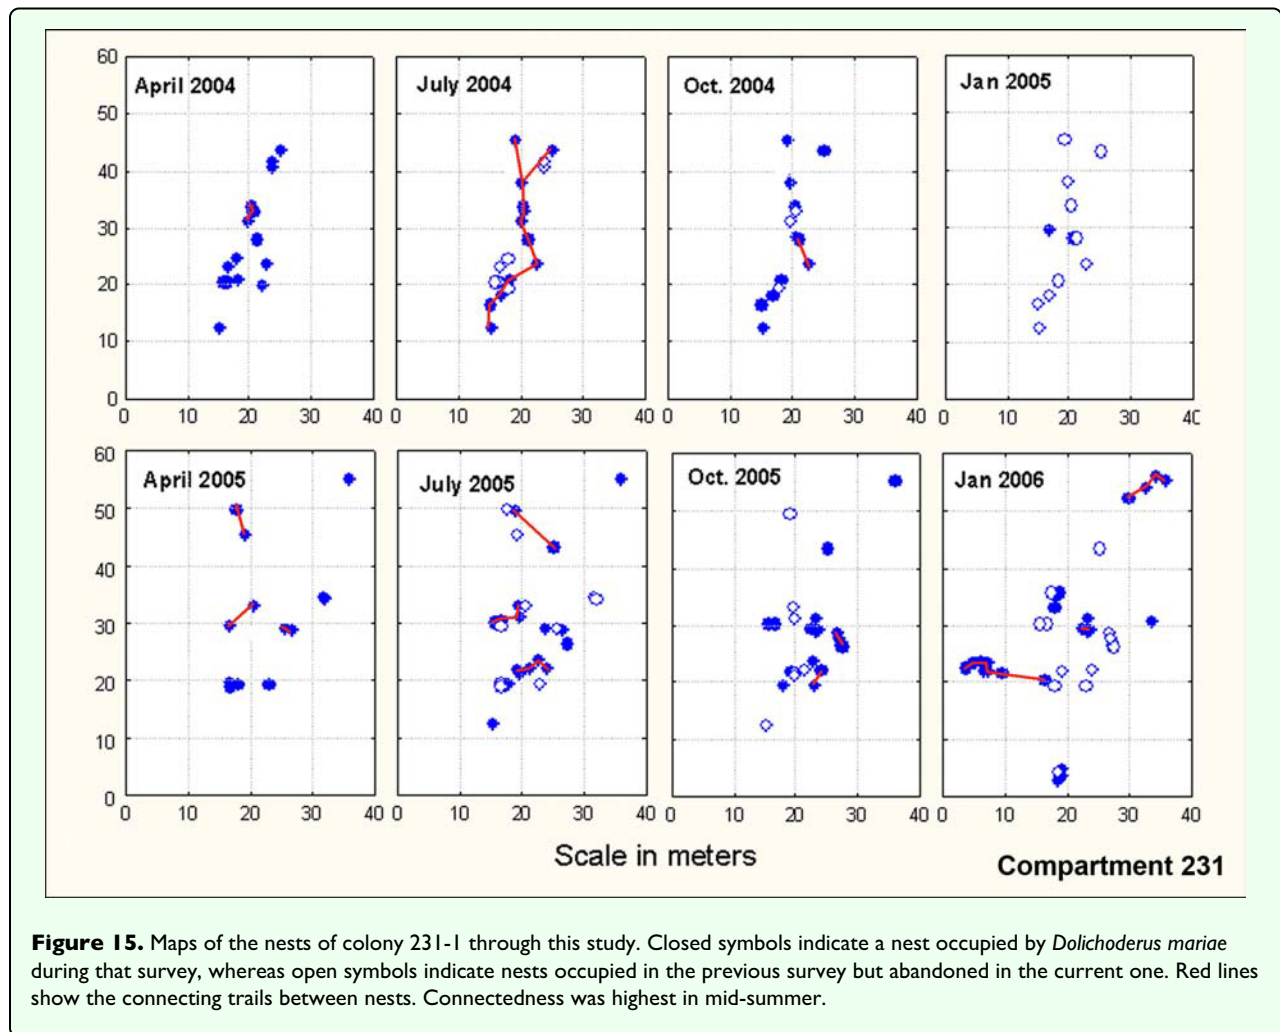 April 2004
July 2004
Oct. 2004
Jan 2005
60
50
40
30
20
10
0
0 10 20 30 40
0 10 20 30 40
0 10 20 30 40
0 10 20 30 40
April 2005
July 2005
Oct. 2005
Jan 2006
60
50
40
30
20
10
0
0 10 20 30 40
0 10 20 30 40
0 10 20 30 40
0 10 20 30 40
Scale in meters
Compartment 231
Figure 15. Maps of the nests of colony 231-1 through this study. Closed symbols indicate a nest occupied by Dolichoderus mariae
during that survey, whereas open symbols indicate nests occupied in the previous survey but abandoned in the current one. Red lines
show the connecting trails between nests. Connectedness was highest in mid-summer.